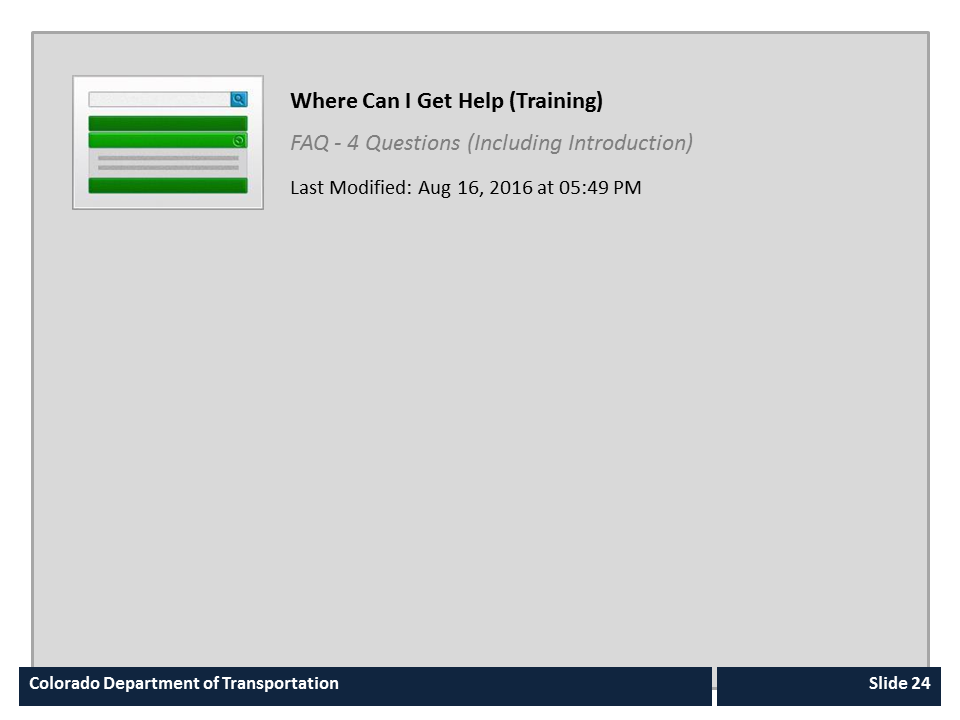 Where Can I Get Help (Training)
FAQ - 4 Questions (Including Introduction)
Last Modified: Aug 16, 2016 at 05:49 PM
Colorado Department of Transportation
Slide 24